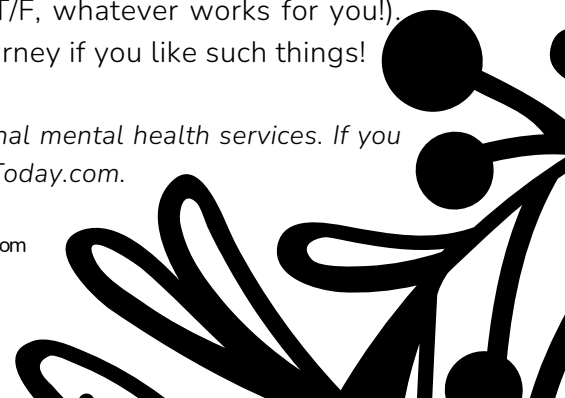 T/F, whatever works for you!).
rney if you like such things!
nal mental health services. If you
Today.com.
om